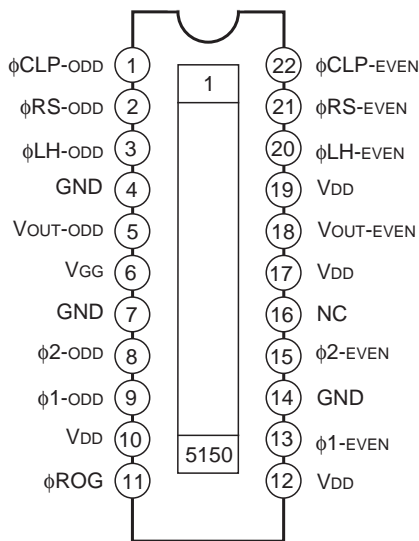 φCLP-ODD 1 22 φCLP-EVEN
1
φRS-ODD 2 21 φRS-EVEN
φLH-ODD 3 20 φLH-EVEN
GND 4 19 VDD
VOUT-ODD 5 18 VOUT-EVEN
VGG 6 17 VDD
GND 7 16 NC
φ2-ODD 8 15 φ2-EVEN
φ1-ODD 9 14 GND
VDD 10 13 φ1-EVEN
5150
φROG 11 12 VDD